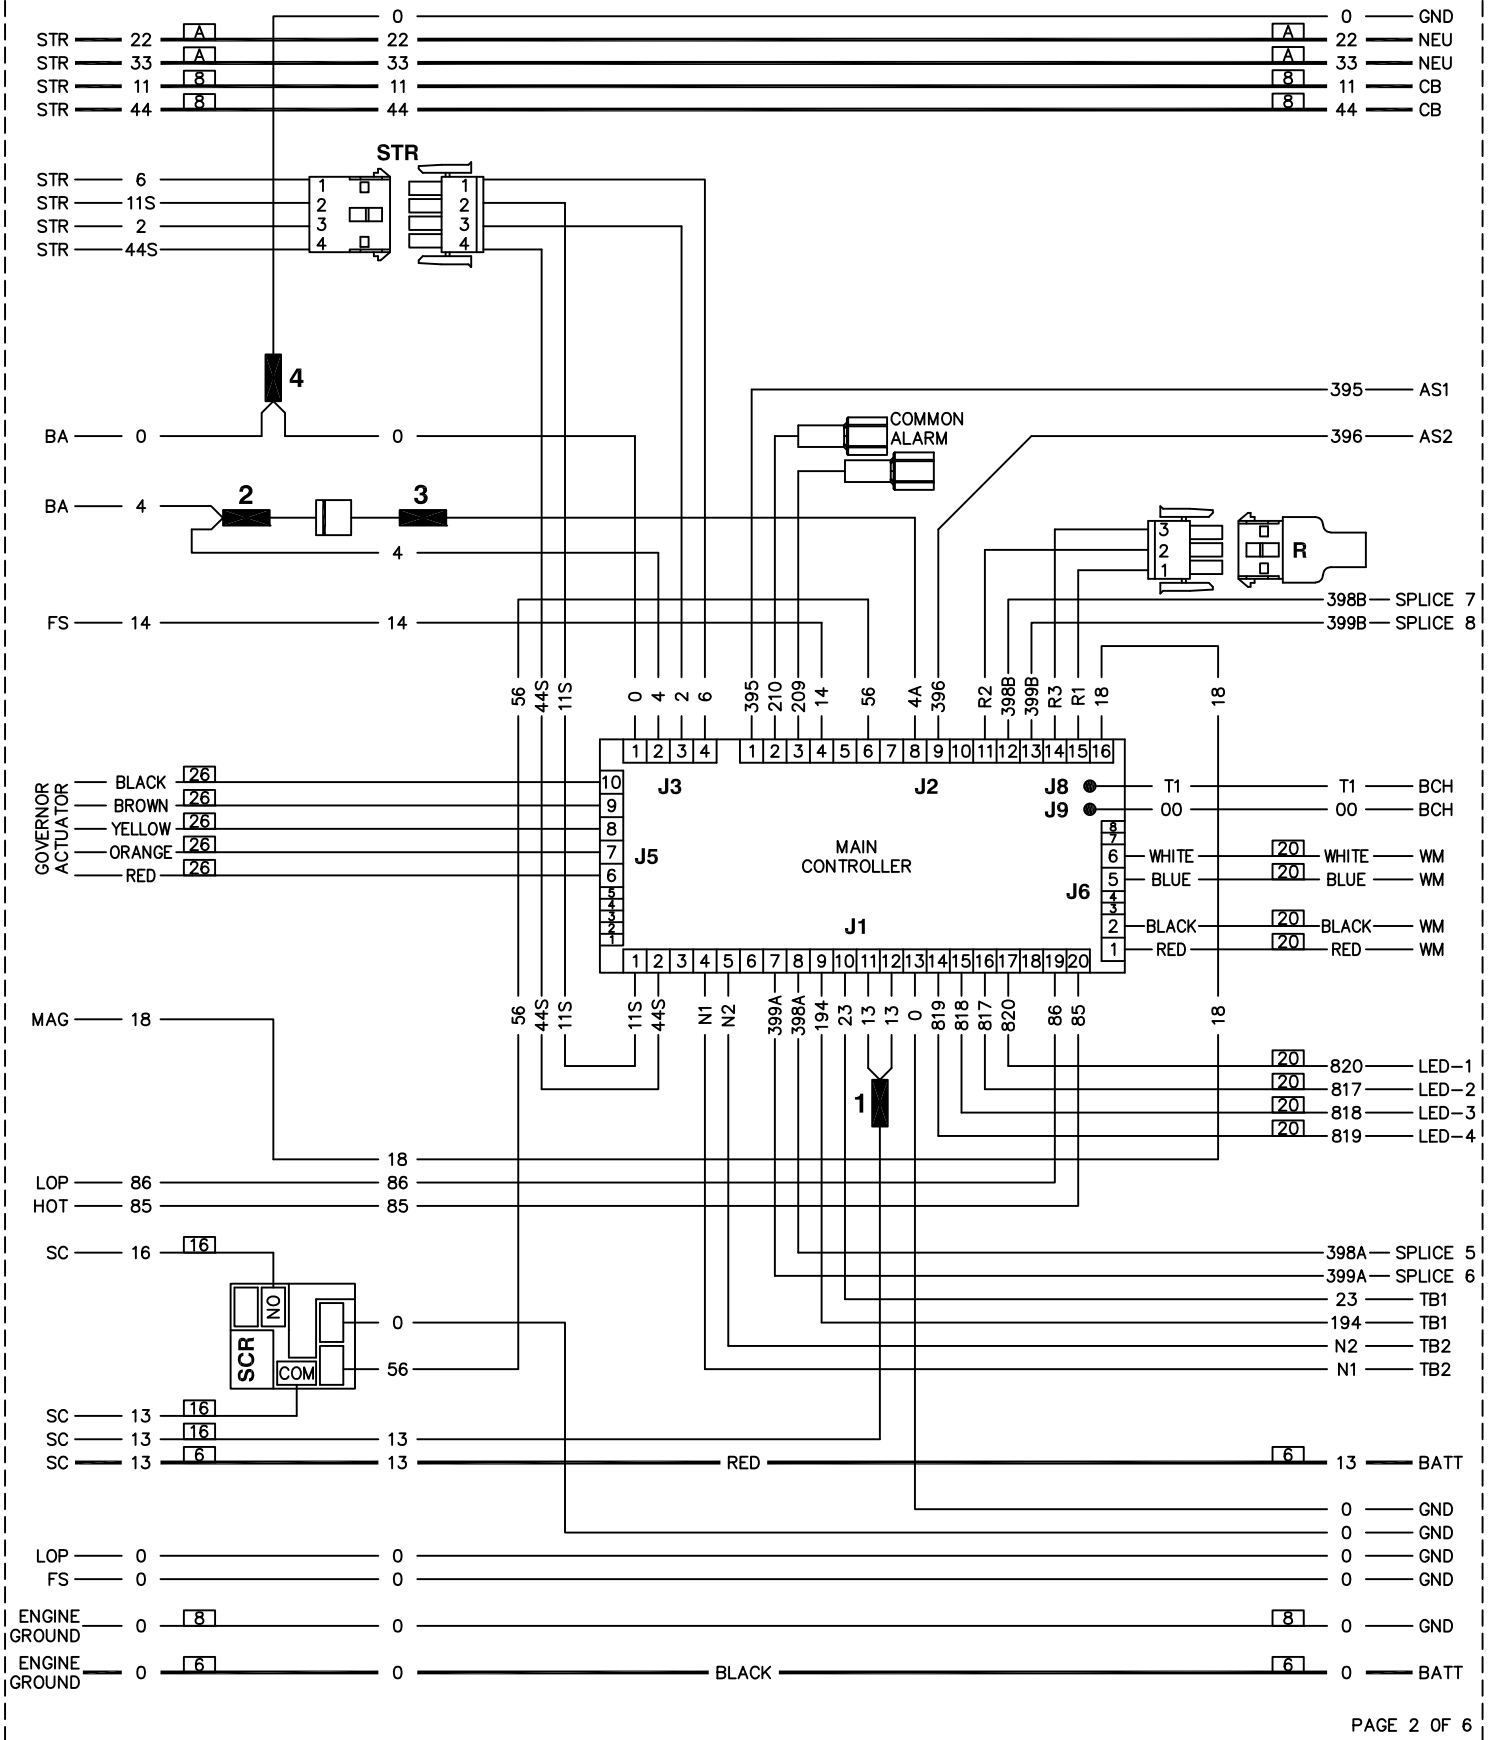 0 0 GND
STR 22 A 22 A 22 NEU
STR 33 A 33 A 33 NEU
STR 11 8 11 8 11 CB
STR 44 8 44 8 44 CB
STR
STR 6 1 1
STR 11S 2 2
STR 2 3 3
STR 44S 4 4
4
395 AS1
COMMON
ALARM
BA 0 0 396 AS2
BA 4 2 3
3
2 R
1
4
398B SPLICE 7
FS 14 14 399B SPLICE 8
56 44S 11S 0 4 2 6 395 210 209 14 56 4A 396 R2 398B 399B R3 R1 18 18
1 2 3 4 1 2 3 4 5 6 7 8 9 10 11 12 13 14 15 16
J3 J2
J8 T1 T1 BCH
J9 00 00 BCH
GOVERNOR
ACTUATOR
BLACK 26 10
BROWN 26 9
YELLOW 26 8
ORANGE 26 7
RED 26 6
J5
5
4
3
2
1
MAIN
CONTROLLER
8
7
6 WHITE 20 WHITE WM
5 BLUE 20 BLUE WM
J6
4
3
2 BLACK 20 BLACK WM
1 RED 20 RED WM
J1
1 2 3 4 5 6 7 8 9 10 11 12 13 14 15 16 17 18 19 20
56 44S 11S 11S 44S N1 N2 399A 398A 194 23 13 13 0 819 818 817 820 86 85 18
MAG 18
20 820 LED-1
20 817 LED-2
1
20 818 LED-3
20 819 LED-4
18
LOP 86 86
HOT 85 85
SC 16 16 398A SPLICE 5
399A SPLICE 6
NO
23 TB1
0 194 TB1
SCR
N2 TB2
COM 56 N1 TB2
SC 13 16
SC 13 16 13
SC 13 6 13 RED 6 13 BATT
0 GND
0 GND
LOP 0 0 0 GND
FS 0 0 0 GND
ENGINE
GROUND 0 8 0 8 0 GND
ENGINE
GROUND 0 6 0 BLACK 6 0 BATT
PAGE 2 OF 6